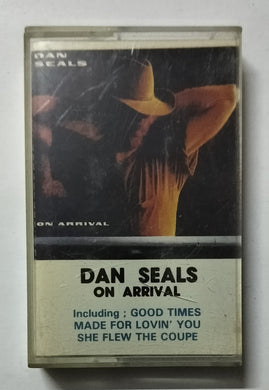 DAN
SEALS
ON ARRIVAL
DAN SEALS
ON ARRIVAL
Including ; GOOD TIMES
MADE FOR LOVIN' YOU
SHE FLEW THE COUPE